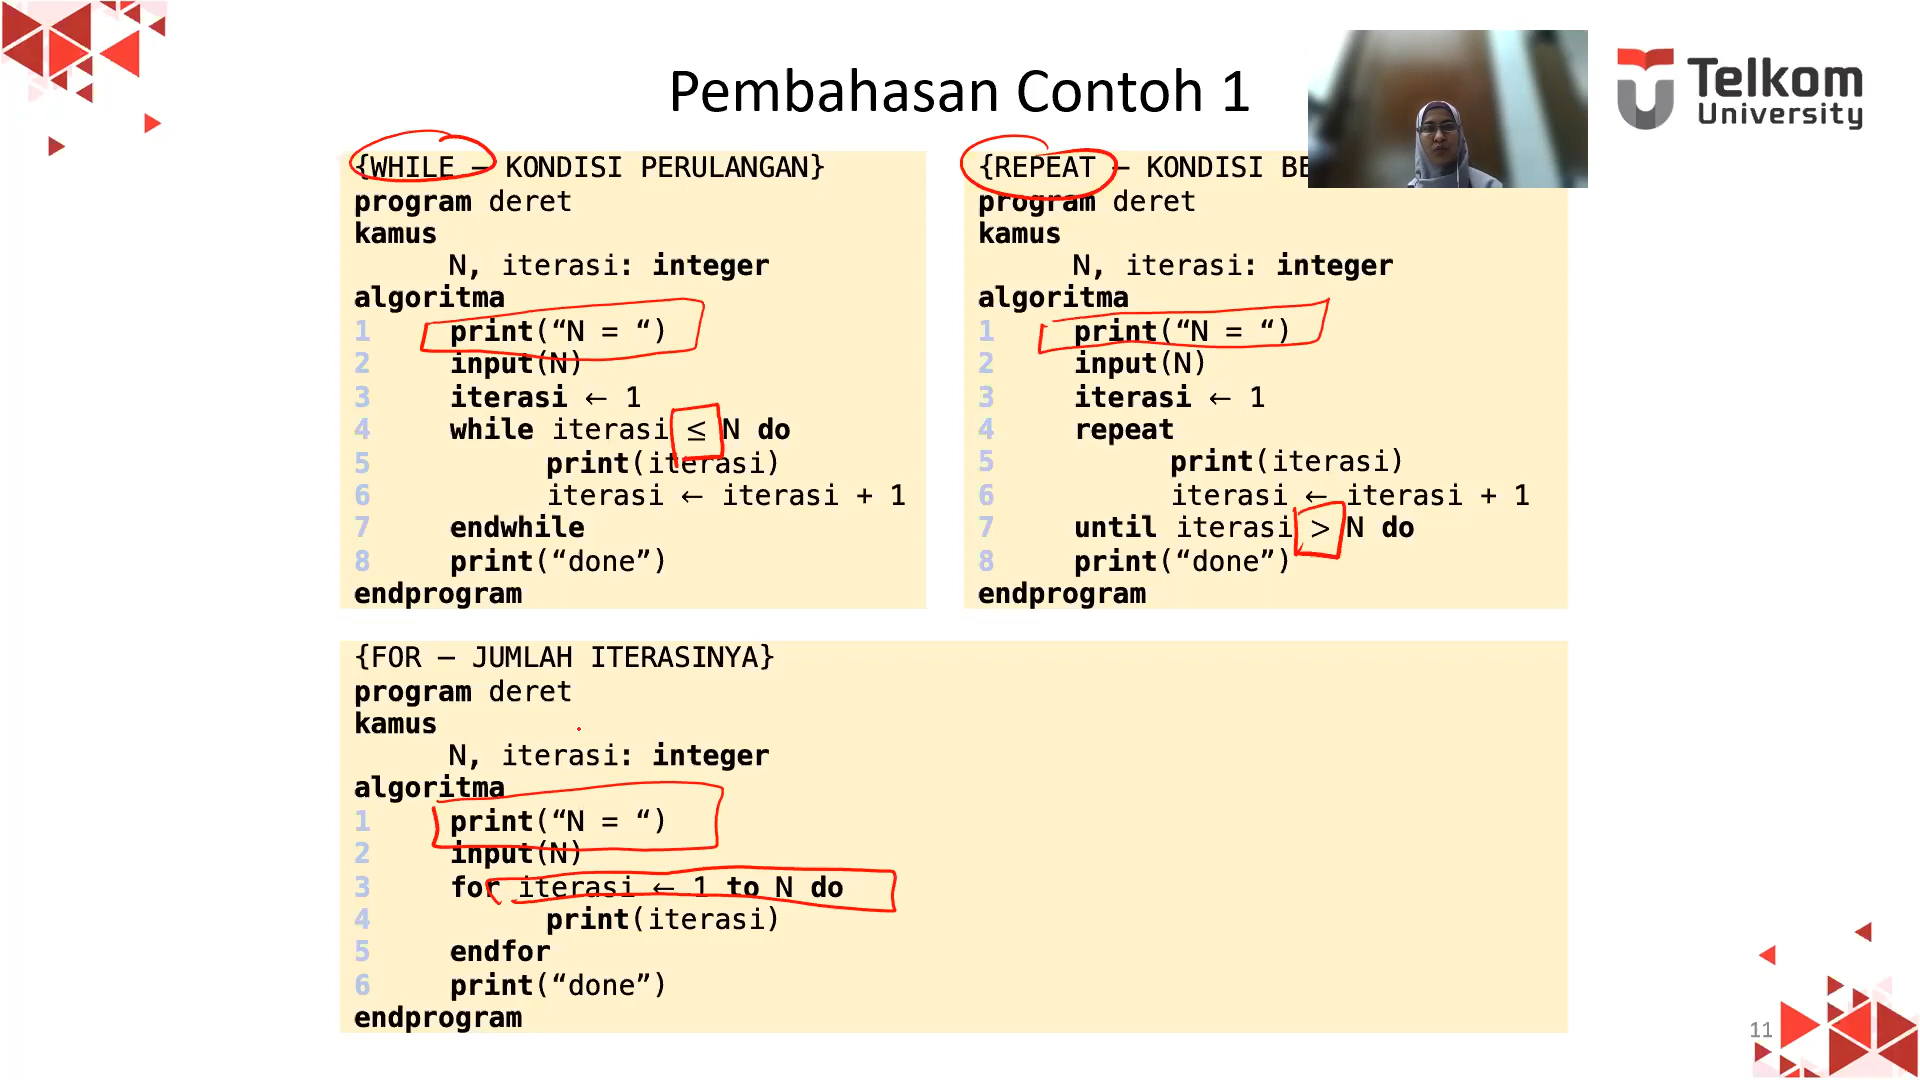 Pembahasan Contoh 1
Telkom
University
{WHILE – KONDISI PERULANGAN}
program deret
kamus
N, iterasi: integer
algoritma
1 print(“N = “)
2 input(N)
3 iterasi ← 1
4 while iterasi ≤ N do
5 print(iterasi)
6 iterasi ← iterasi + 1
7 endwhile
8 print(“done”)
endprogram
{REPEAT – KONDISI
program deret
kamus
N, iterasi: integer
algoritma
1 print(“N = “)
2 input(N)
3 iterasi ← 1
4 repeat
5 print(iterasi)
6 iterasi ← iterasi + 1
7 until iterasi > N do
8 print(“done”)
endprogram
{FOR – JUMLAH ITERASINYA}
program deret
kamus
N, iterasi: integer
algoritma
1 print(“N = “)
2 input(N)
3 for iterasi ← 1 to N do
4 print(iterasi)
5 endfor
6 print(“done”)
endprogram
11